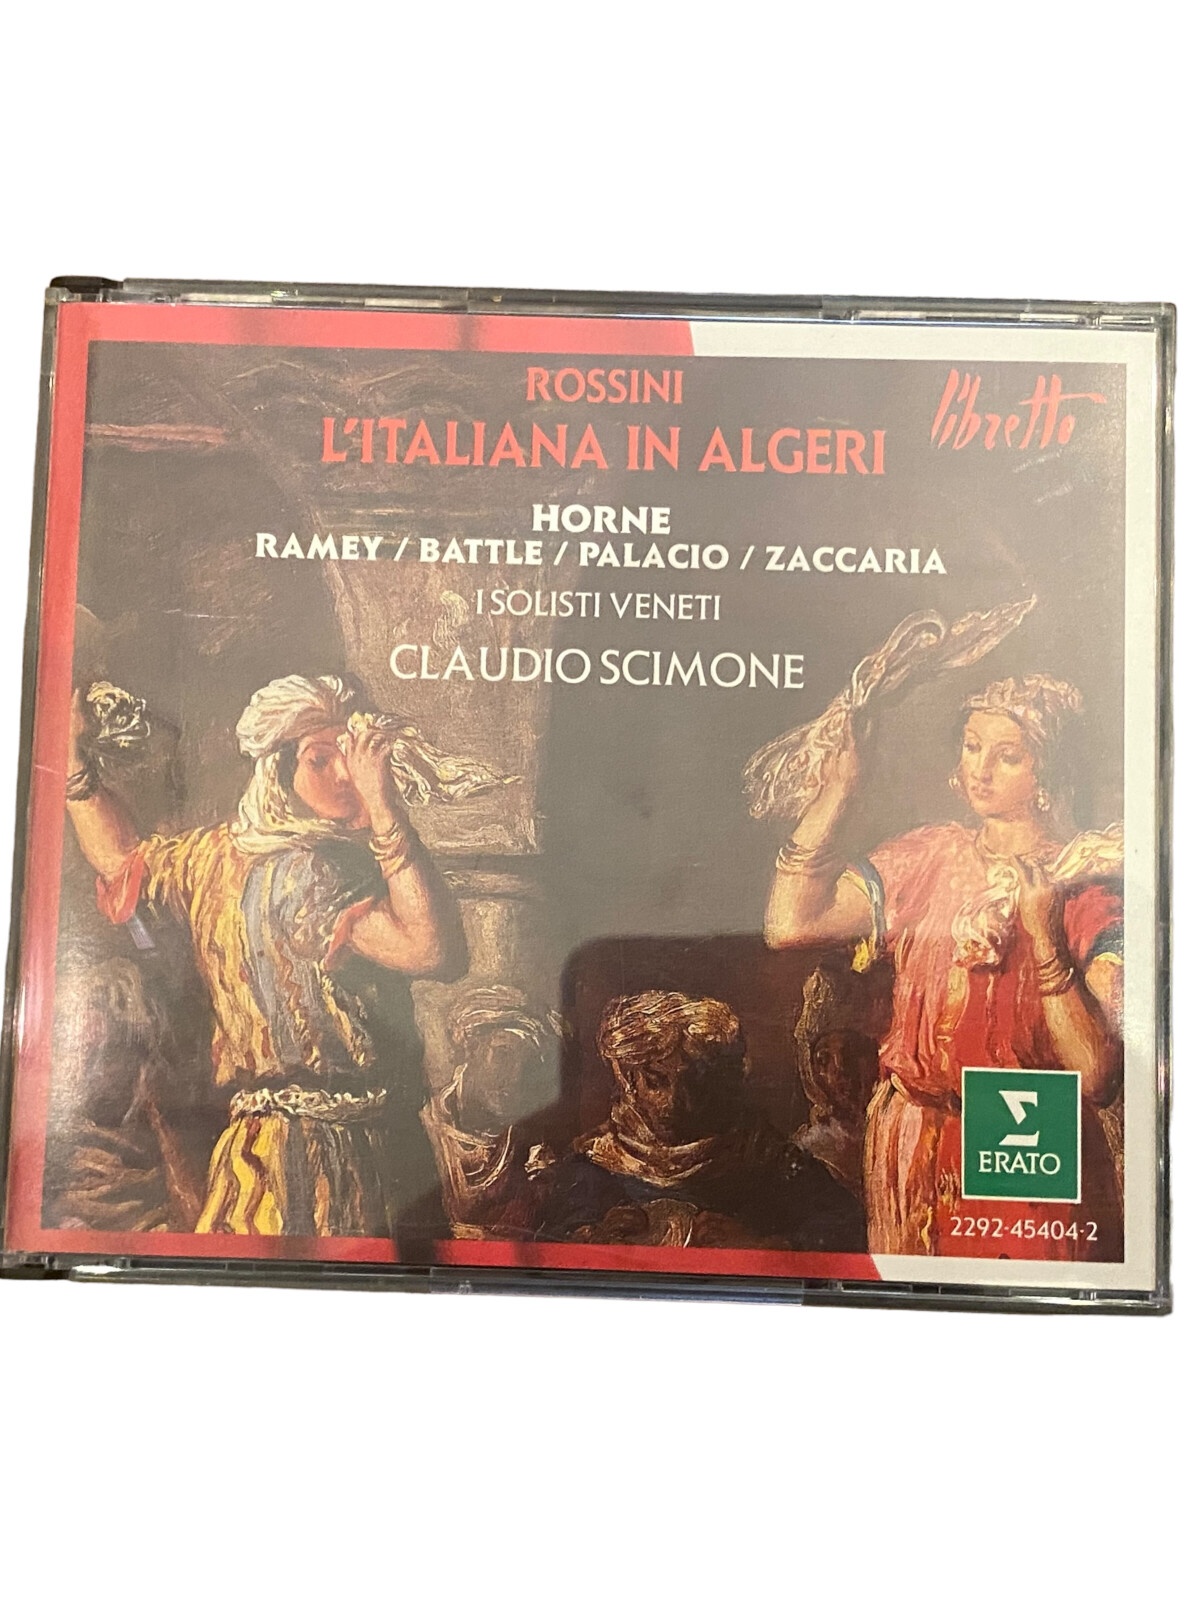 ROSSINI
L'ITALIANA IN ALGERI
libretto
HORNE
RAMEY / BATTLE / PALACIO / ZACCARIA
I SOLISTI VENETI
CLAUDIO SCIMONE
ERATO
2292-45404-2